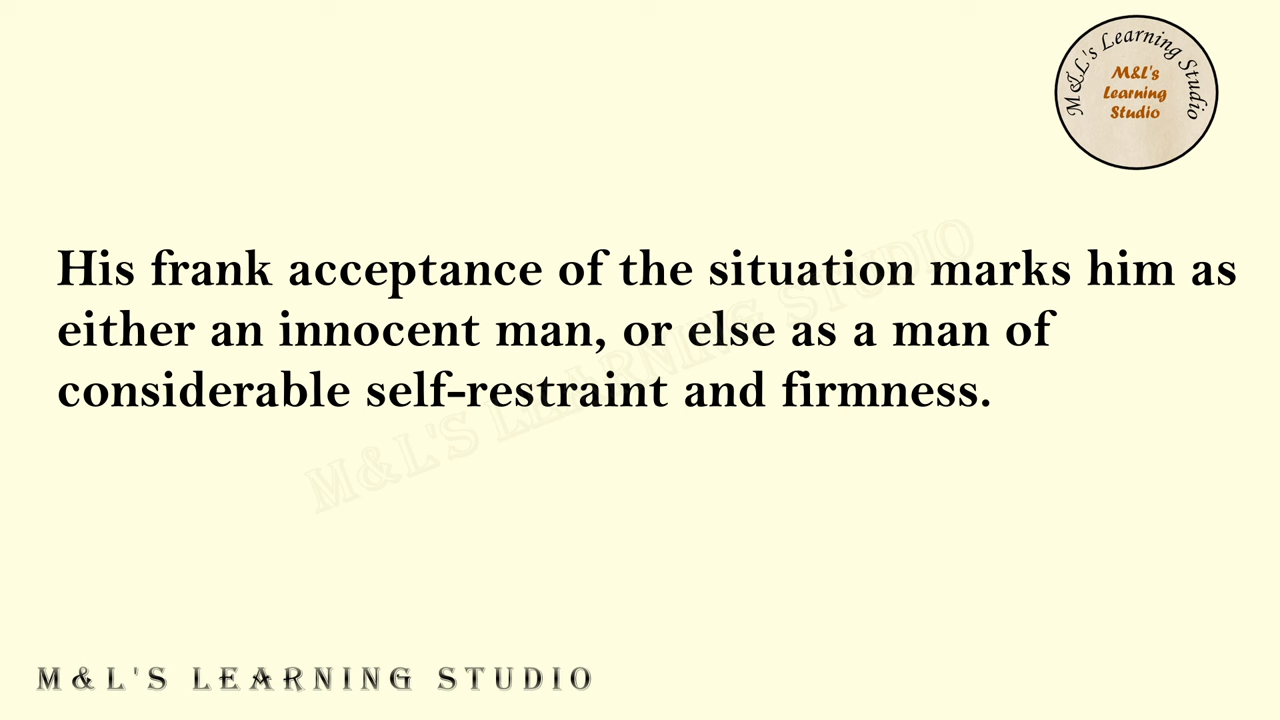 M&L's Learning Studio
M&L's
Learning
Studio
His frank acceptance of the situation marks him as
either an innocent man, or else as a man of
considerable self-restraint and firmness.
M&L'S LEARNING STUDIO
M&L'S LEARNING STUDIO